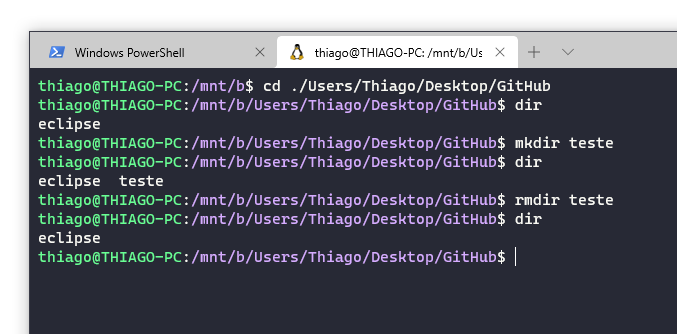 Windows PowerShell
thiago@THIAGO-PC: /mnt/b/Us
thiago@THIAGO-PC:/mnt/b$ cd ./Users/Thiago/Desktop/GitHub
thiago@THIAGO-PC:/mnt/b/Users/Thiago/Desktop/GitHub$ dir
eclipse
thiago@THIAGO-PC:/mnt/b/Users/Thiago/Desktop/GitHub$ mkdir teste
thiago@THIAGO-PC:/mnt/b/Users/Thiago/Desktop/GitHub$ dir
eclipse  teste
thiago@THIAGO-PC:/mnt/b/Users/Thiago/Desktop/GitHub$ rmdir teste
thiago@THIAGO-PC:/mnt/b/Users/Thiago/Desktop/GitHub$ dir
eclipse
thiago@THIAGO-PC:/mnt/b/Users/Thiago/Desktop/GitHub$